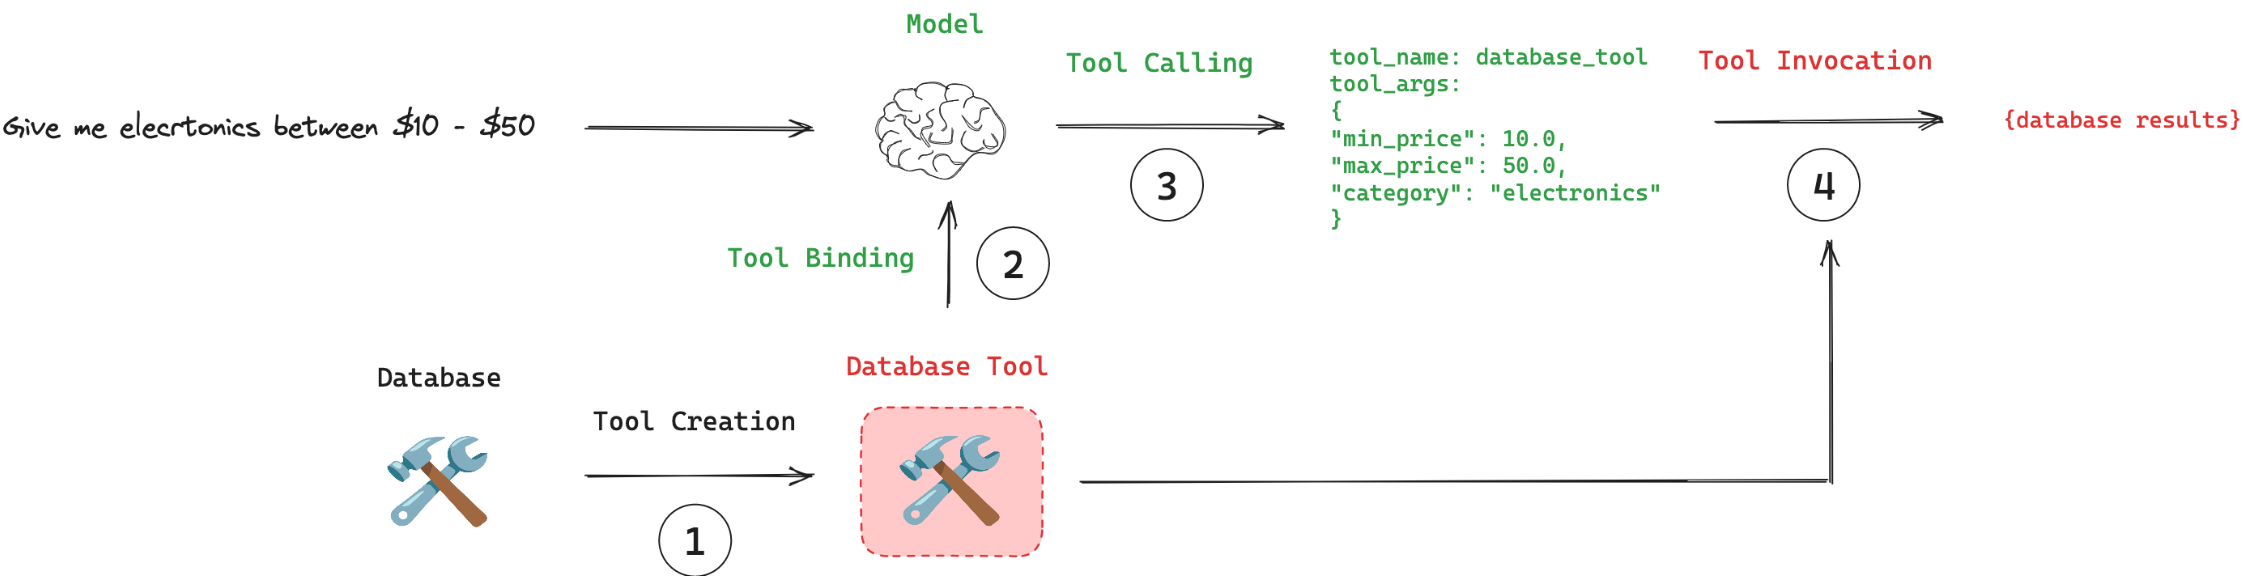 Model
Tool Calling
tool_name: database_tool
tool_args:
{
"min_price": 10.0,
"max_price": 50.0,
"category": "electronics"
}
Tool Invocation
Give me elecrtonics between $10 - $50
{database results}
3
4
Tool Binding
2
Database
Database Tool
Tool Creation
1